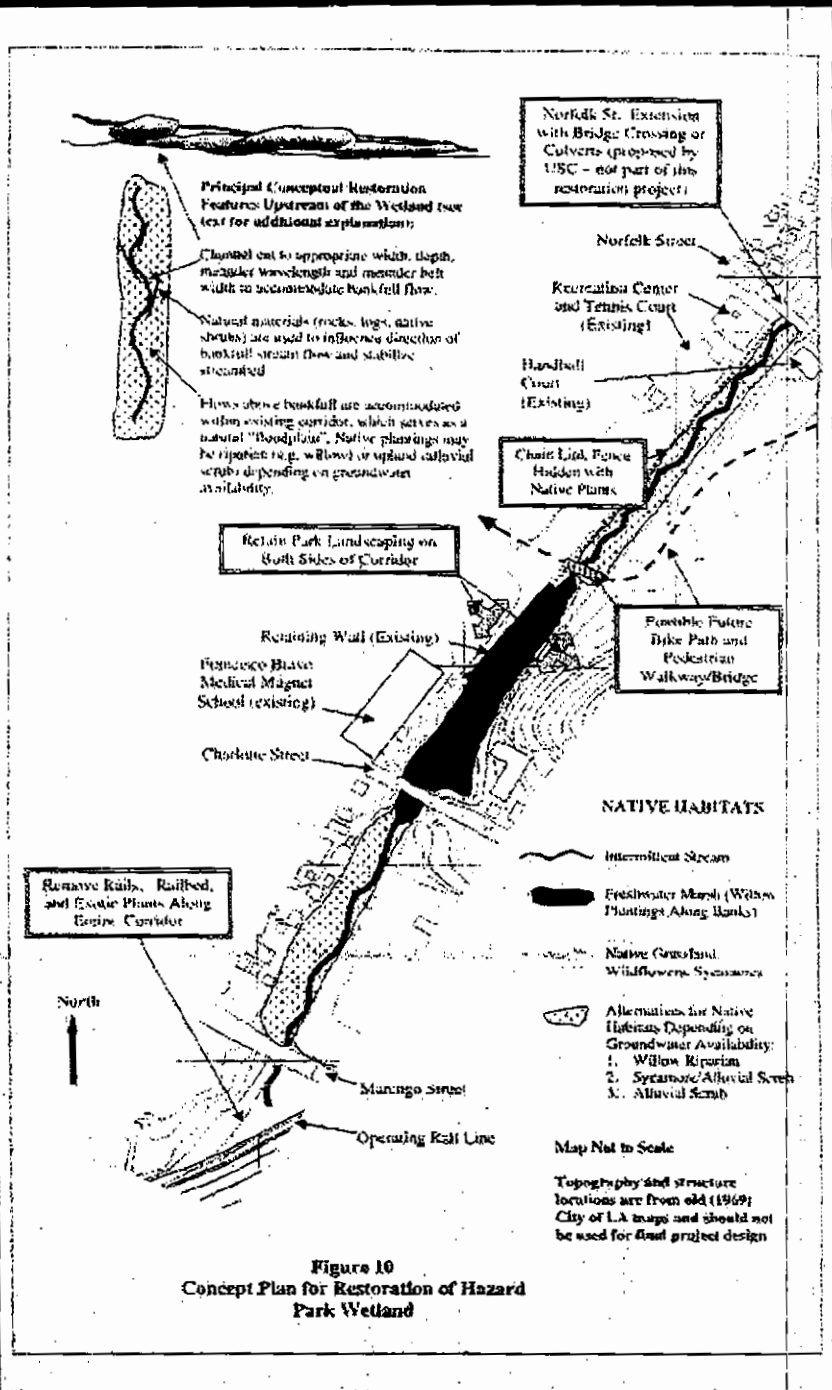 Norfolk St. Extension
with Bridge Crossing or
Culverts (proposed by
USC - not part of this
restoration project)
Principal Conceptual Restoration
Features Upstream of the Wetland (see
text for additional explanation):
Channel cut to appropriate width, depth,
meander wavelength and meander belt
width to accommodate bankfull flow.
Natural materials (rocks, logs, native
shrubs) are used to influence direction of
bankfull stream flow and stabilize
streambed
Flows above bankfull are accommodated
within existing corridor, which serves as a
natural "floodplain". Native plantings may
be riparian (e.g. willow) or upland (alluvial
scrub) depending on groundwater
availability.
Norfolk Street
Recreation Center
and Tennis Court
(Existing)
Handball
Court
(Existing)
Chain Link Fence
Hidden with
Native Plants
Retain Park Landscaping on
Both Sides of Corridor
Retaining Wall (Existing)
Francisco Bravo
Medical Magnet
School (existing)
Charlotte Street
Possible Future
Bike Path and
Pedestrian
Walkway/Bridge
NATIVE HABITATS
Intermittent Stream
Freshwater Marsh (Willow
Plantings Along Banks)
Native Grassland,
Wildflowers, Sycamores
Alternatives for Native
Habitats Depending on
Groundwater Availability:
1. Willow Riparian
2. Sycamore/Alluvial Scrub
3. Alluvial Scrub
Remove Rails, Railbed,
and Exotic Plants Along
Entire Corridor
North
Marengo Street
Operating Rail Line
Map Not to Scale
Topography and structure
locations are from old (1969)
City of LA maps and should not
be used for final project design
Figure 10
Concept Plan for Restoration of Hazard
Park Wetland